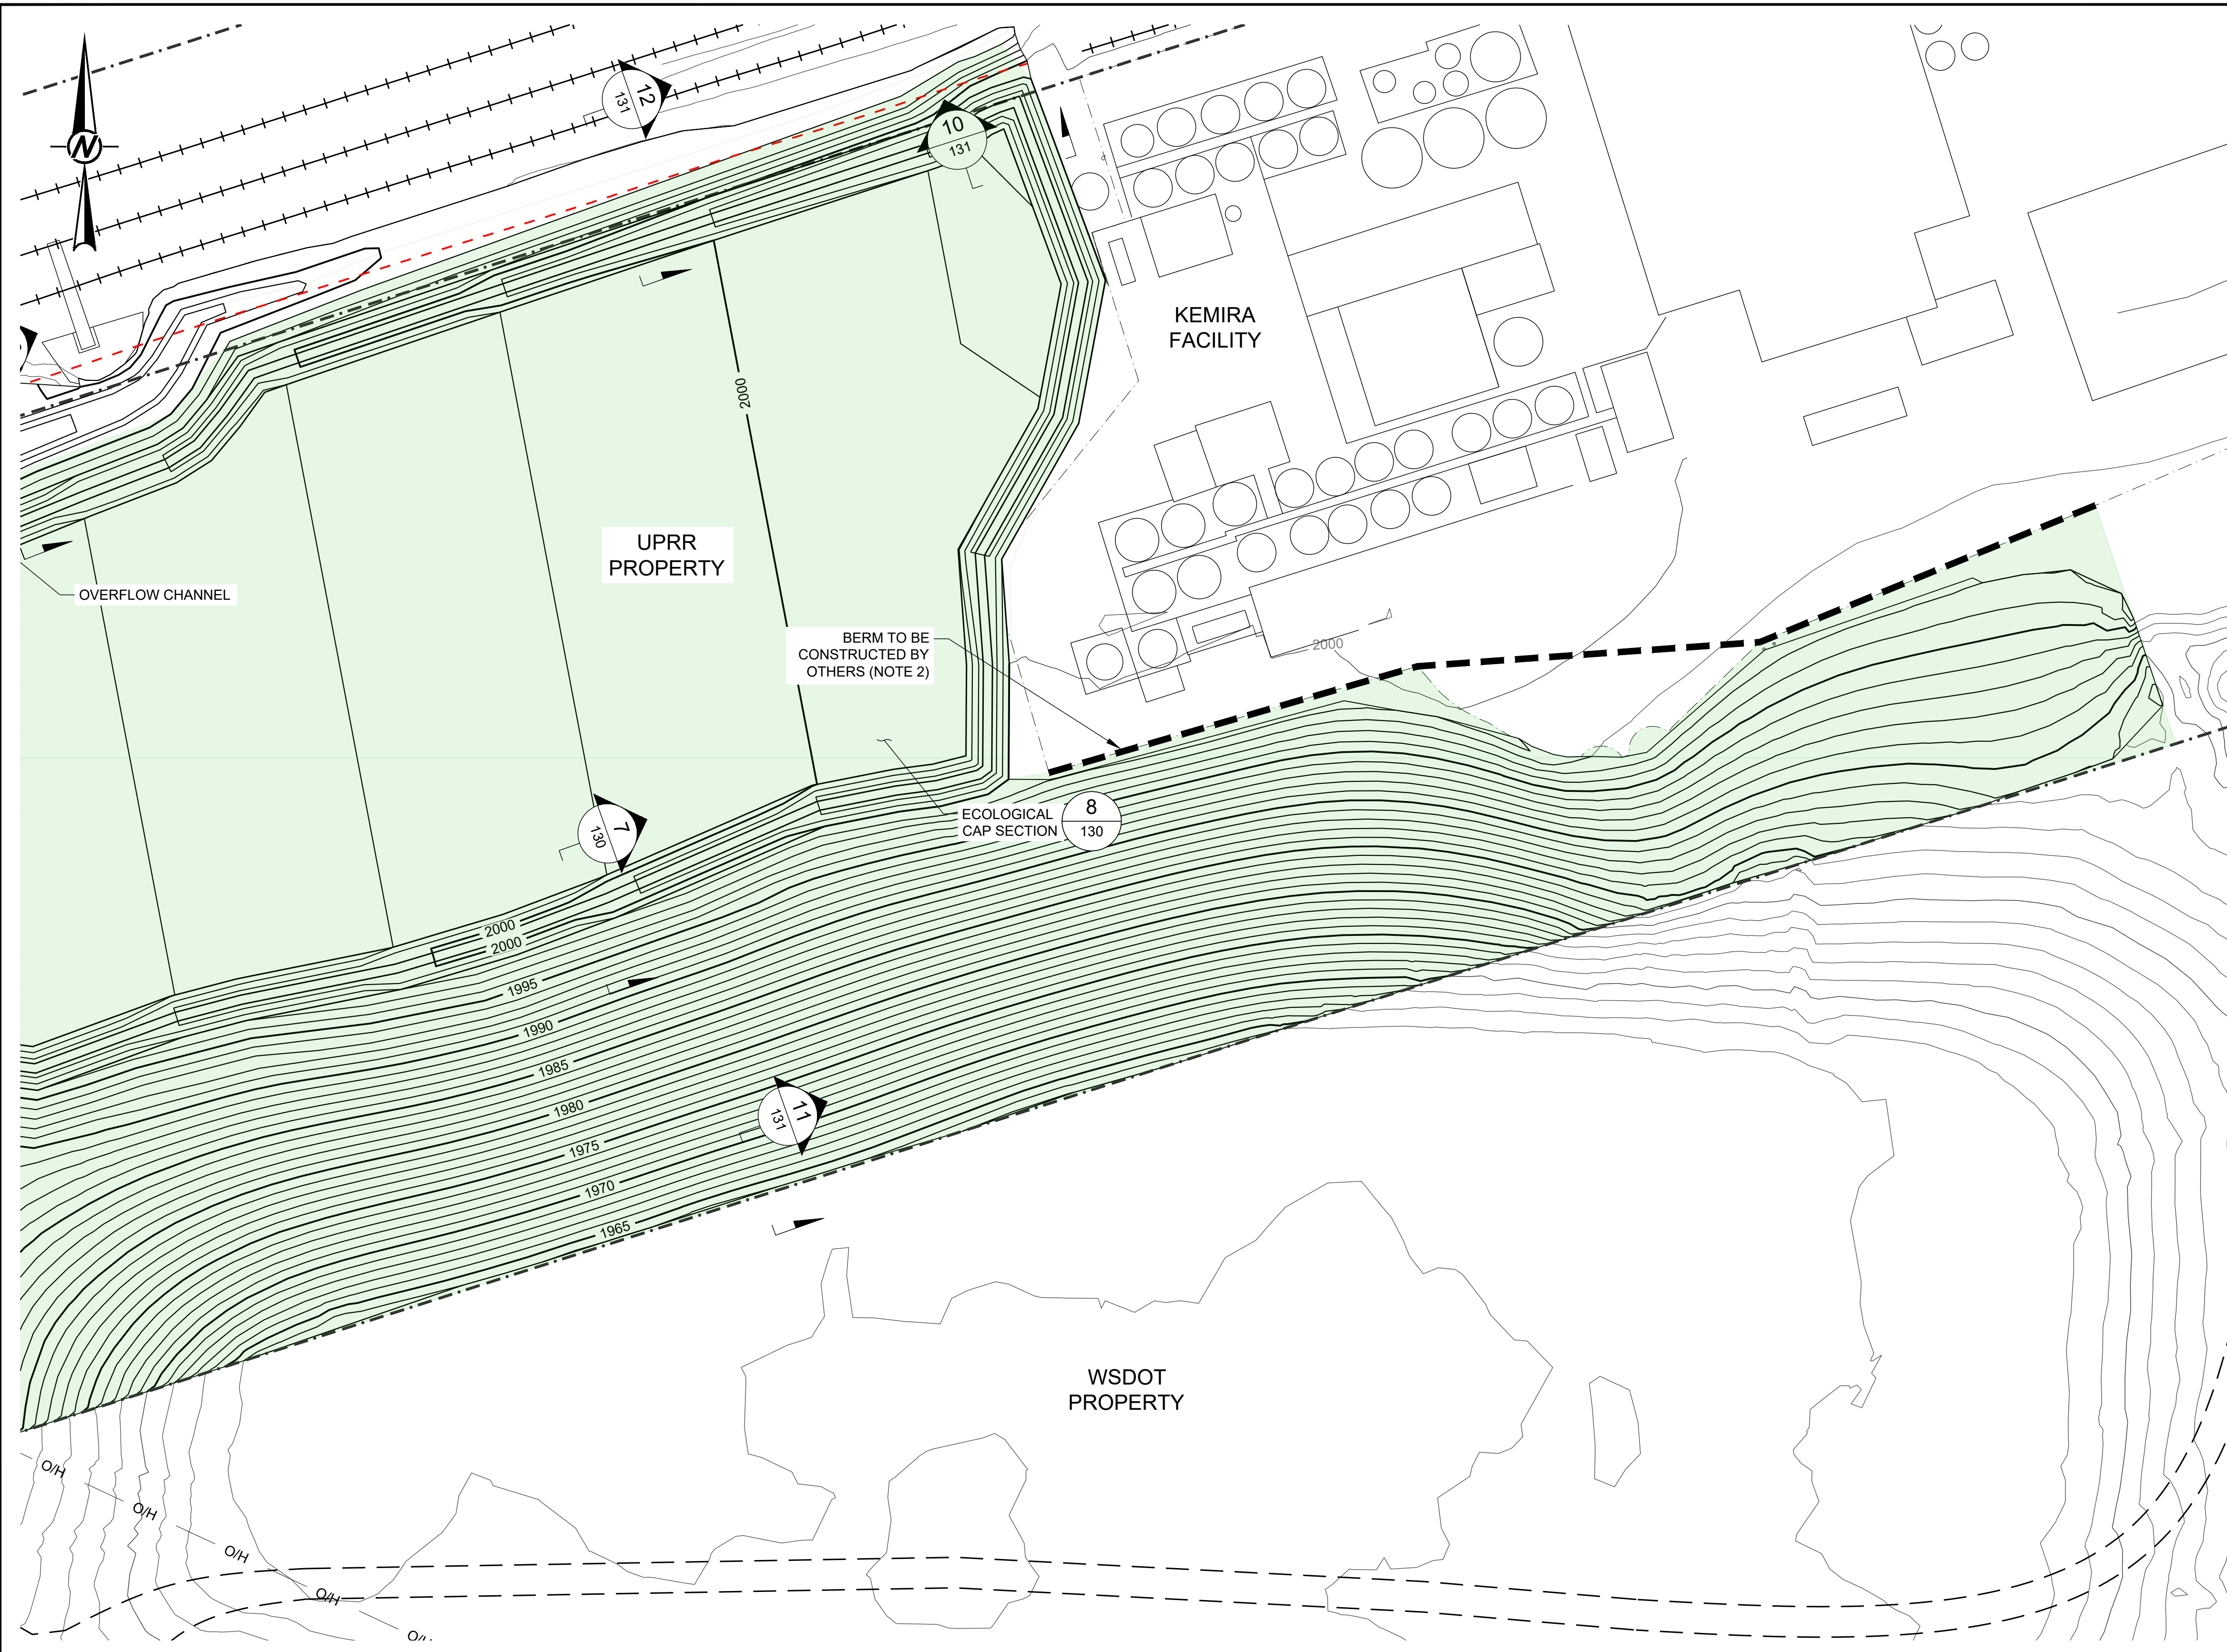 N
12
131
10
131
KEMIRA
FACILITY
2000
UPRR
PROPERTY
OVERFLOW CHANNEL
BERM TO BE
CONSTRUCTED BY
OTHERS (NOTE 2)
2000
ECOLOGICAL
CAP SECTION
8
130
7
130
2000
2000
1995
1990
1985
1980
1975
1970
1965
11
131
WSDOT
PROPERTY
O/H
O/H
O/H
O/H